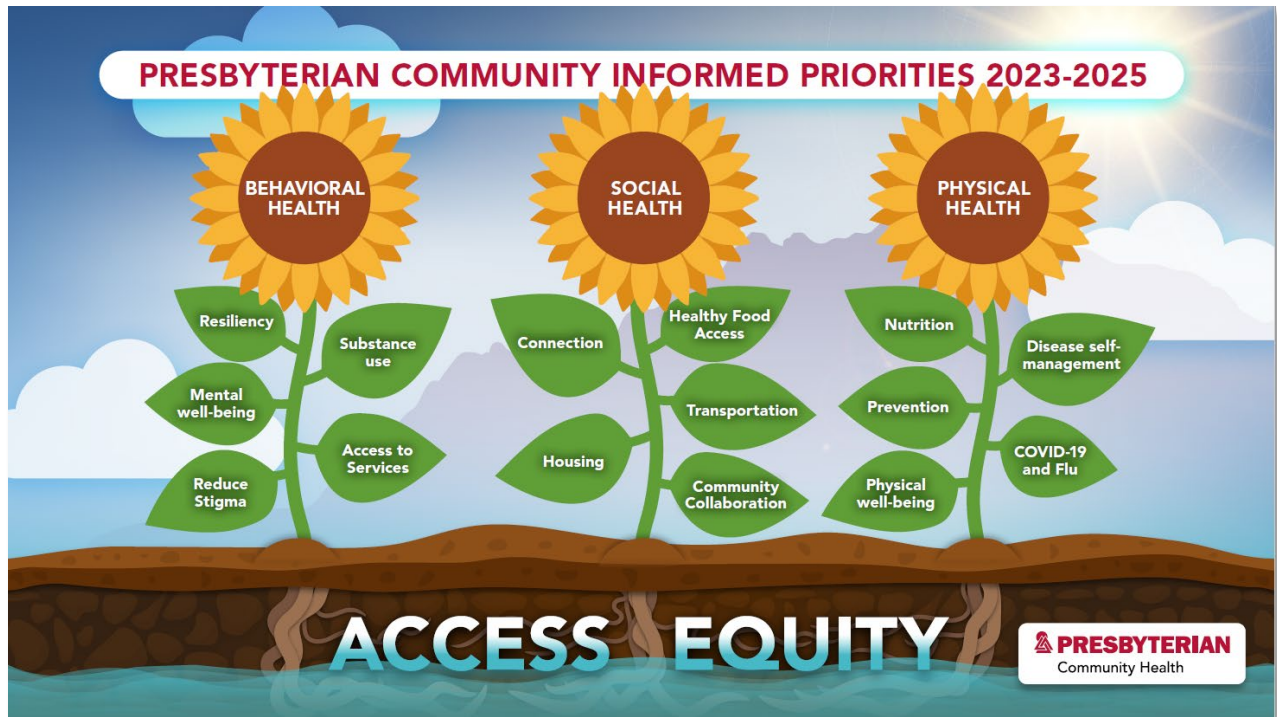 PRESBYTERIAN COMMUNITY INFORMED PRIORITIES 2023-2025
BEHAVIORAL
HEALTH
Resiliency
Substance
use
Mental
well-being
Access to
Services
Reduce
Stigma
SOCIAL
HEALTH
Healthy Food
Access
Connection
Transportation
Housing
Community
Collaboration
PHYSICAL
HEALTH
Nutrition
Disease self-
management
Prevention
COVID-19
and Flu
Physical
well-being
ACCESS EQUITY
PRESBYTERIAN
Community Health